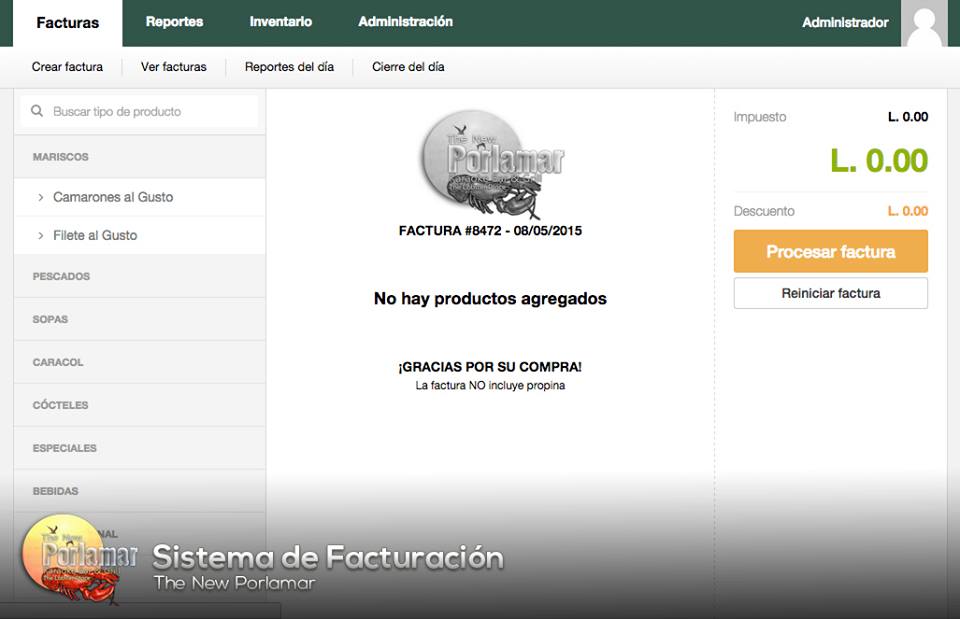 Facturas
Reportes
Inventario
Administración
Administrador
Crear factura
Ver facturas
Reportes del día
Cierre del día
Buscar tipo de producto
MARISCOS
Camarones al Gusto
Filete al Gusto
PESCADOS
SOPAS
CARACOL
CÓCTELES
ESPECIALES
BEBIDAS
The New
Porlamar
The Lobster Place
FACTURA #8472 - 08/05/2015
No hay productos agregados
¡GRACIAS POR SU COMPRA!
La factura NO incluye propina
Impuesto
L. 0.00
L. 0.00
Descuento
L. 0.00
Procesar factura
Reiniciar factura
The New
Porlamar
Sistema de Facturación
The New Porlamar